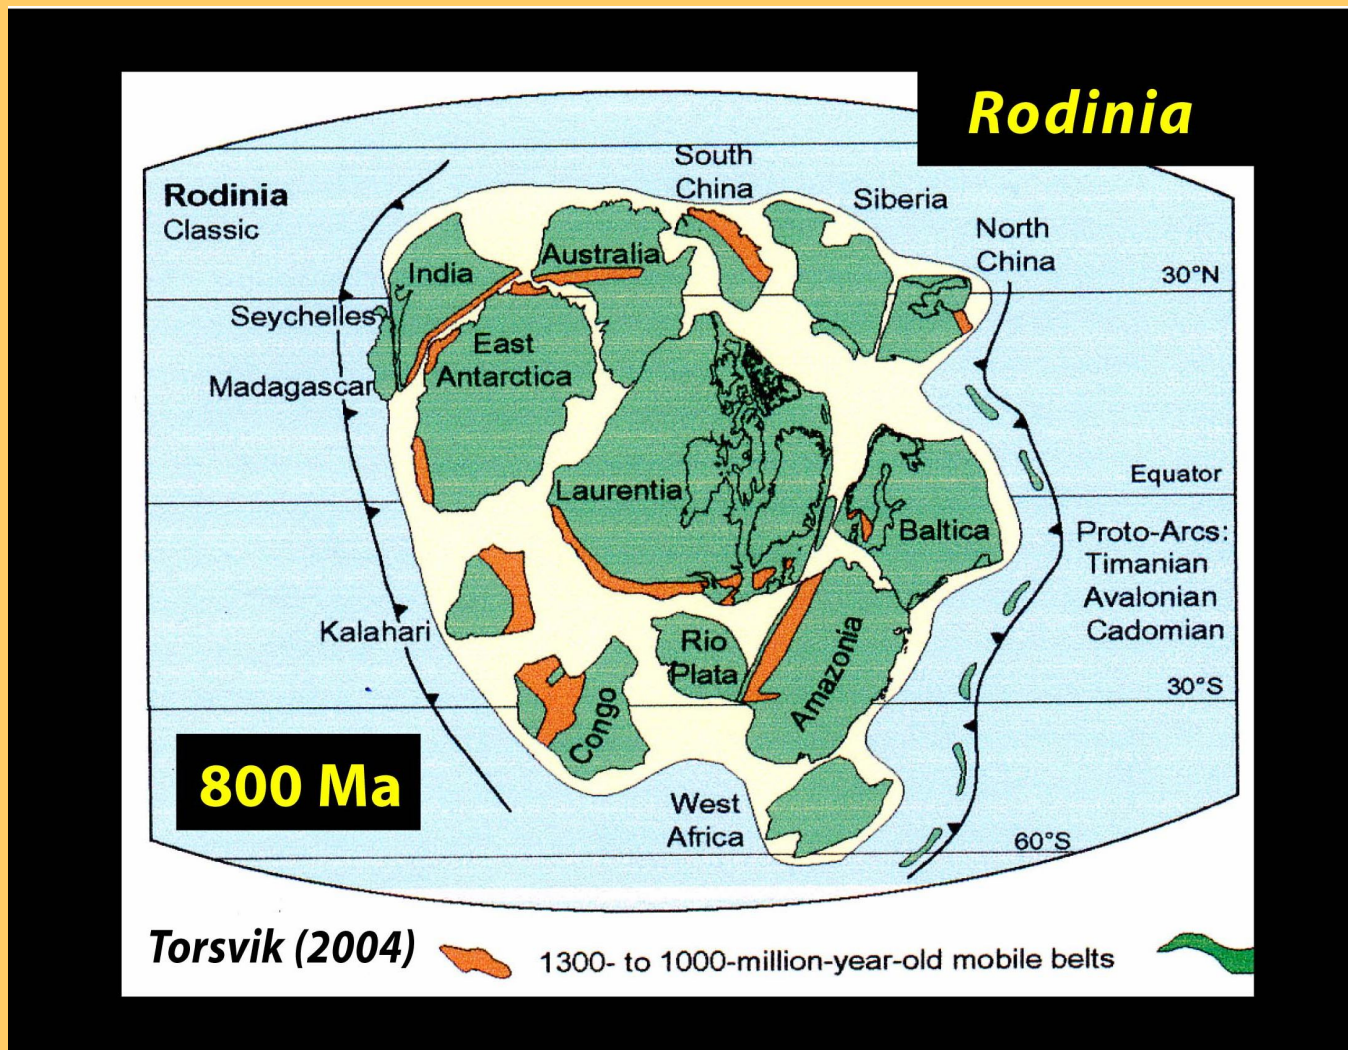 Rodinia
Rodinia
Classic
South
China
Siberia
North
China
30°N
India
Australia
Seychelles
East
Antarctica
Madagascar
Equator
Laurentia
Baltica
Proto-Arcs:
Timanian
Avalonian
Cadomian
Kalahari
Rio
Plata
Amazonia
30°S
Congo
800 Ma
West
Africa
60°S
Torsvik (2004)
1300- to 1000-million-year-old mobile belts